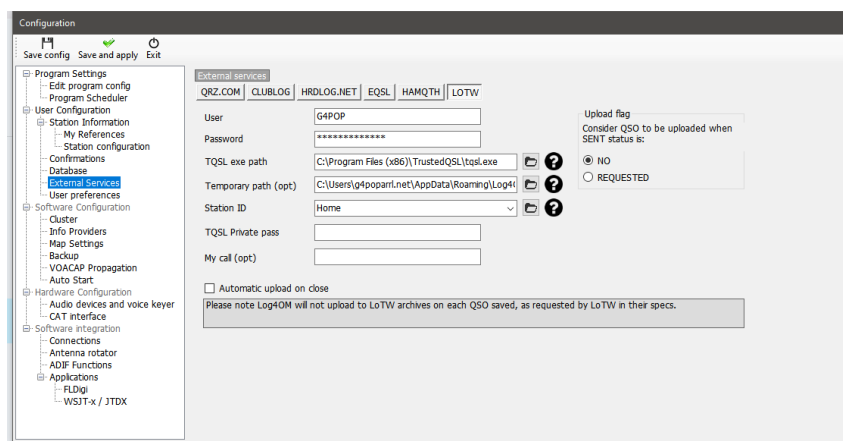 Configuration
Save config Save and apply Exit
Program Settings
Edit program config
Program Scheduler
User Configuration
Station Information
My References
Station configuration
Confirmations
Database
External Services
User preferences
Software Configuration
Cluster
Info Providers
Map Settings
Backup
VOACAP Propagation
Auto Start
Hardware Configuration
Audio devices and voice keyer
CAT interface
Software integration
Connections
Antenna rotator
ADIF Functions
Applications
FLDigi
WSJT-x / JTDX
External services
QRZ.COM CLUBLOG HRDLOG.NET EQSL HAMQTH LOTW
User G4POP
Password *************
TQSL exe path C:\Program Files (x86)\TrustedQSL\tqsl.exe
Temporary path (opt) C:\Users\g4poparrl.net\AppData\Roaming\Log4(
Station ID Home
TQSL Private pass
My call (opt)
Automatic upload on close
Please note Log4OM will not upload to LoTW archives on each QSO saved, as requested by LoTW in their specs.
Upload flag
Consider QSO to be uploaded when
SENT status is:
NO
REQUESTED